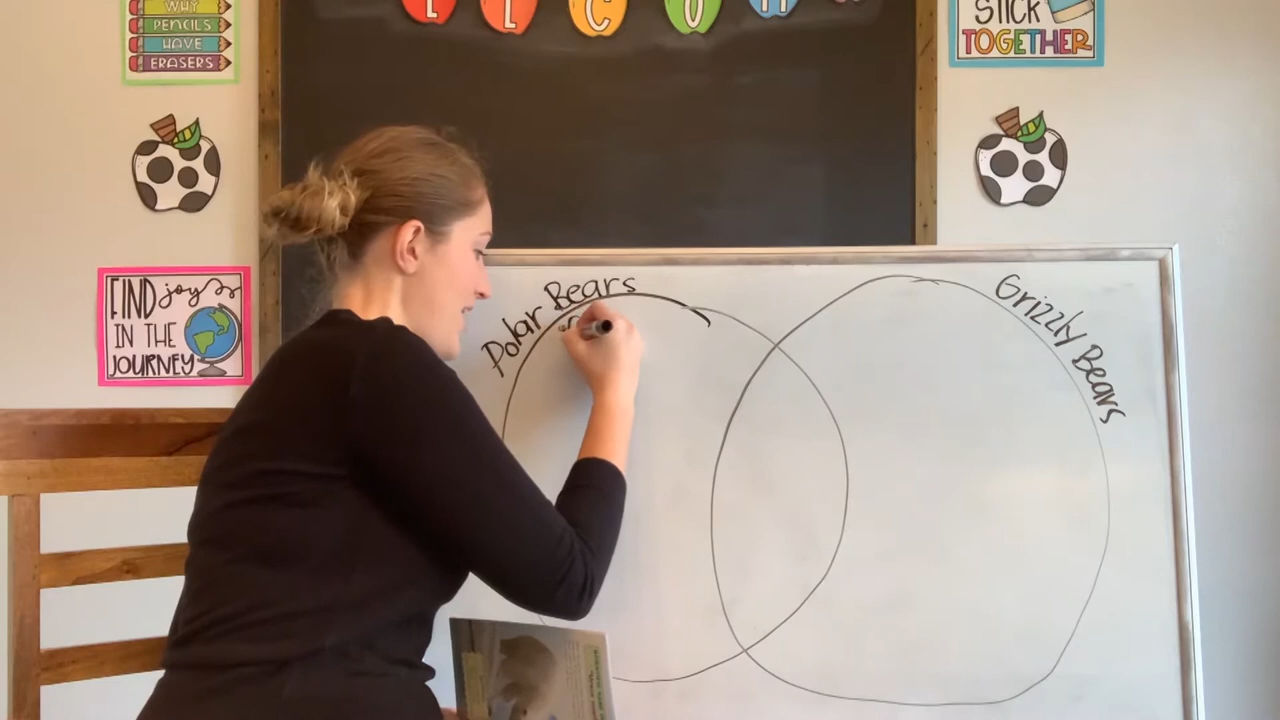 WHY
PENCILS
HAVE
ERASERS
L C O
STICK
TOGETHER
FIND joy
IN THE
JOURNEY
Polar Bears
Grizzly Bears